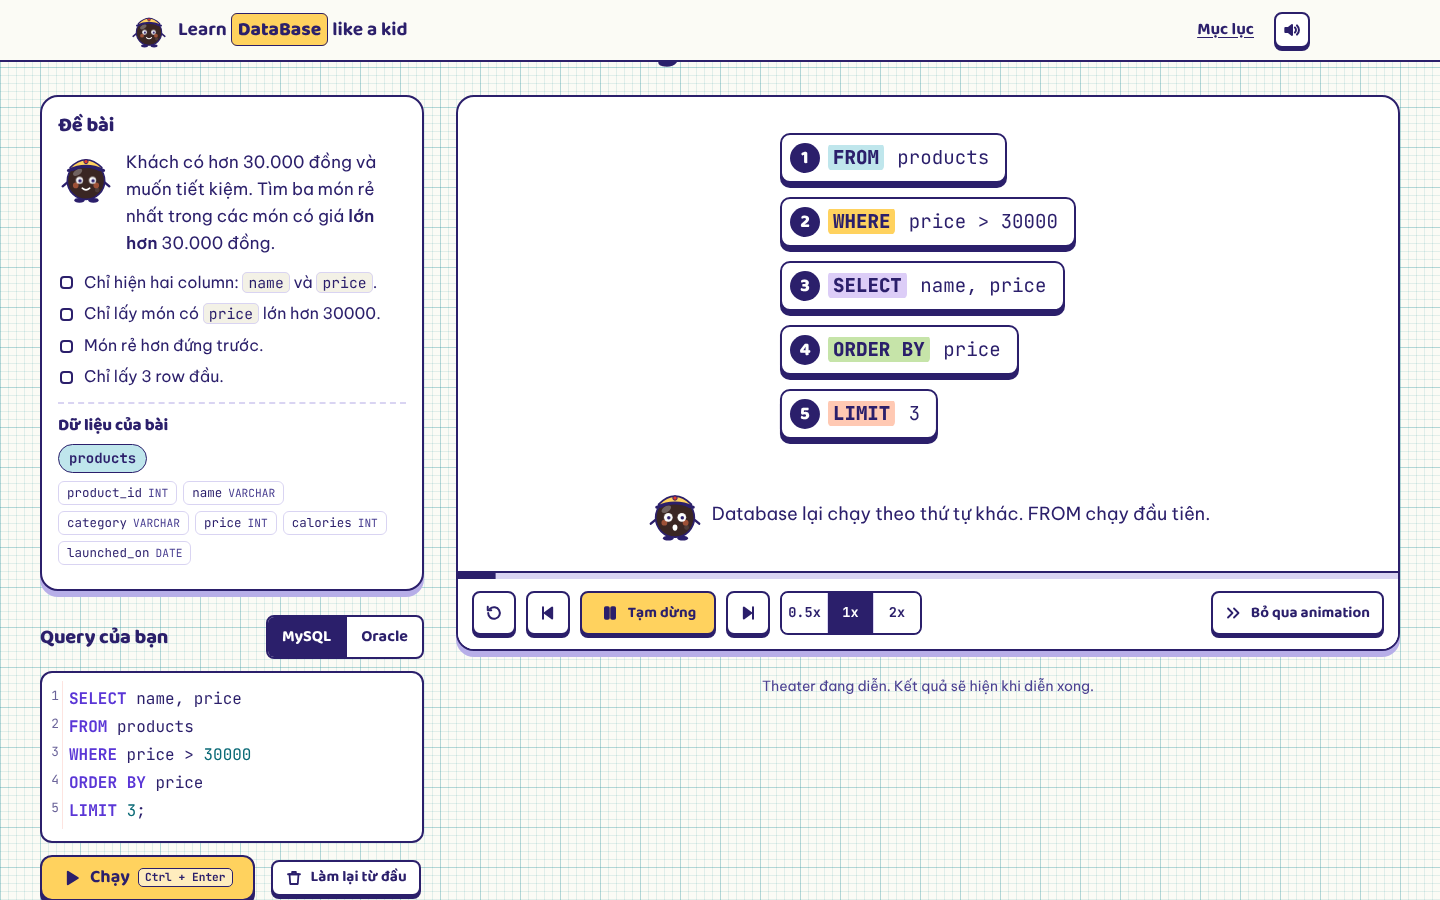 Learn DataBase like a kid
Mục lục
Đề bài
Khách có hơn 30.000 đồng và
muốn tiết kiệm. Tìm ba món rẻ
nhất trong các món có giá lớn
hơn 30.000 đồng.
Chỉ hiện hai column: name và price.
Chỉ lấy món có price lớn hơn 30000.
Món rẻ hơn đứng trước.
Chỉ lấy 3 row đầu.
Dữ liệu của bài
products
product_id INT name VARCHAR
category VARCHAR price INT calories INT
launched_on DATE
Query của bạn
MySQL Oracle
1 SELECT name, price
2 FROM products
3 WHERE price > 30000
4 ORDER BY price
5 LIMIT 3;
Chạy Ctrl + Enter
Làm lại từ đầu
1 FROM products
2 WHERE price > 30000
3 SELECT name, price
4 ORDER BY price
5 LIMIT 3
Database lại chạy theo thứ tự khác. FROM chạy đầu tiên.
Tạm dừng
0.5x 1x 2x
Bỏ qua animation
Theater đang diễn. Kết quả sẽ hiện khi diễn xong.